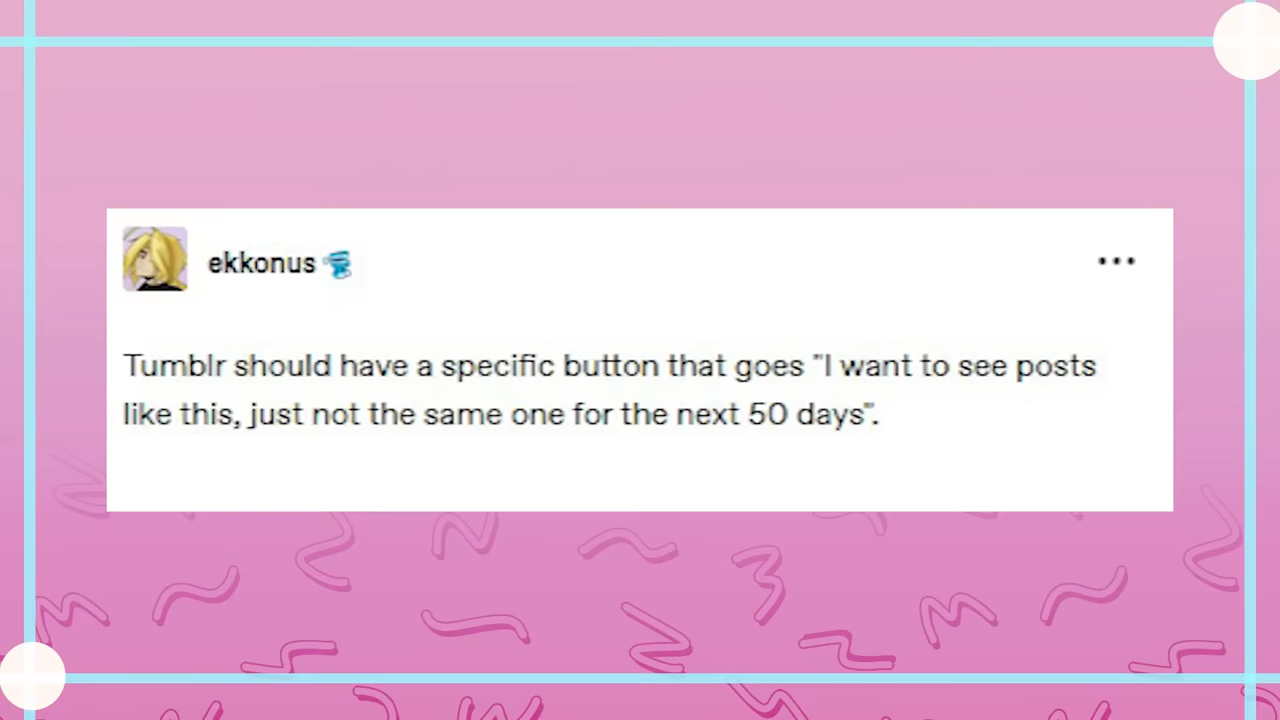 ekkonus
Tumblr should have a specific button that goes "I want to see posts
like this, just not the same one for the next 50 days".